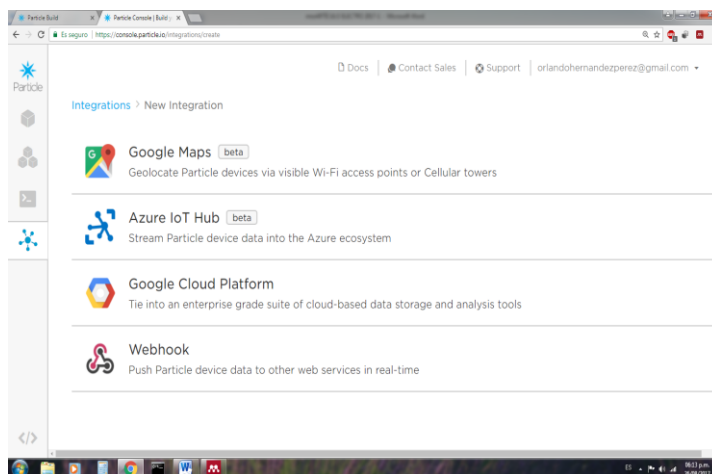 Particle Build
Particle Console | Build y
Es seguro | https://console.particle.io/integrations/create
Particle
Docs
Contact Sales
Support
orlandohernandezperez@gmail.com
Integrations > New Integration
Google Maps beta
Geolocate Particle devices via visible Wi-Fi access points or Cellular towers
Azure IoT Hub beta
Stream Particle device data into the Azure ecosystem
Google Cloud Platform
Tie into an enterprise grade suite of cloud-based data storage and analysis tools
Webhook
Push Particle device data to other web services in real-time
</>
ES
06:13 p.m.